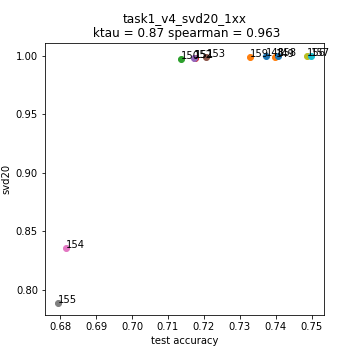 task1_v4_svd20_1xx
ktau = 0.87 spearman = 0.963
1.00
0.95
0.90
0.85
0.80
svd20
153
159
157
154
155
0.68 0.69 0.70 0.71 0.72 0.73 0.74 0.75
test accuracy